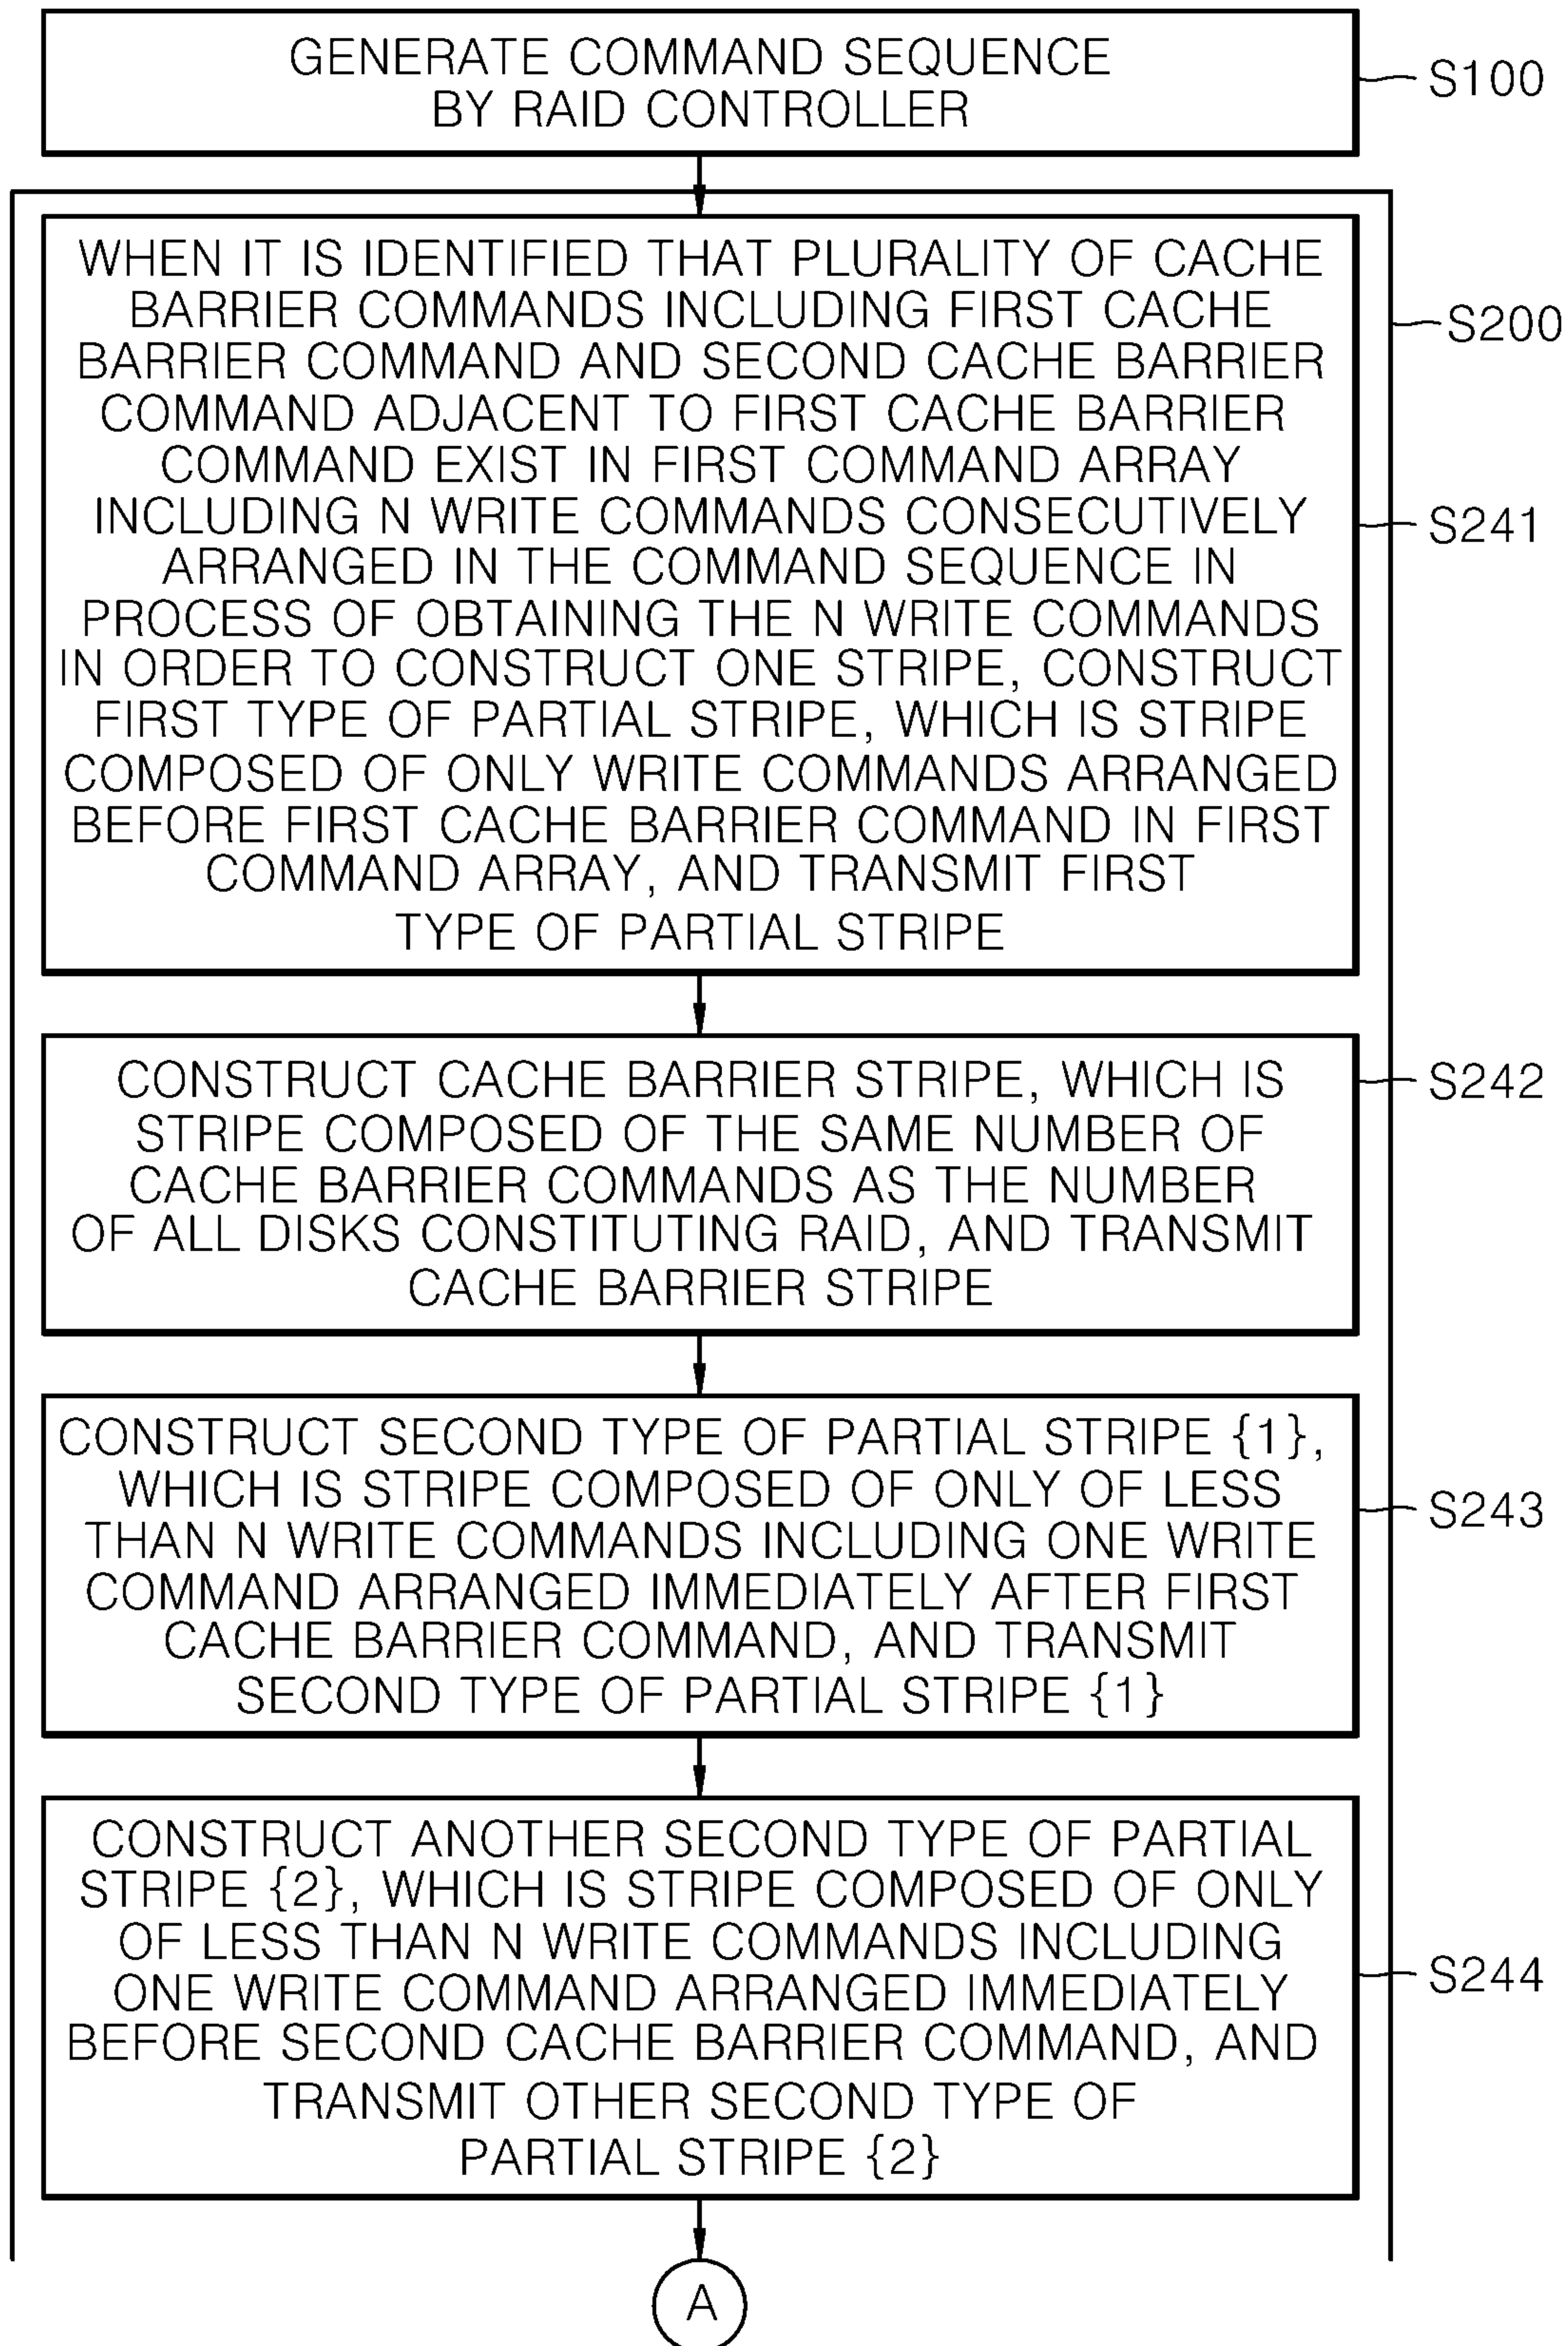 GENERATE COMMAND SEQUENCE
BY RAID CONTROLLER
S100
WHEN IT IS IDENTIFIED THAT PLURALITY OF CACHE
BARRIER COMMANDS INCLUDING FIRST CACHE
BARRIER COMMAND AND SECOND CACHE BARRIER
COMMAND ADJACENT TO FIRST CACHE BARRIER
COMMAND EXIST IN FIRST COMMAND ARRAY
INCLUDING N WRITE COMMANDS CONSECUTIVELY
ARRANGED IN THE COMMAND SEQUENCE IN
PROCESS OF OBTAINING THE N WRITE COMMANDS
IN ORDER TO CONSTRUCT ONE STRIPE, CONSTRUCT
FIRST TYPE OF PARTIAL STRIPE, WHICH IS STRIPE
COMPOSED OF ONLY WRITE COMMANDS ARRANGED
BEFORE FIRST CACHE BARRIER COMMAND IN FIRST
COMMAND ARRAY, AND TRANSMIT FIRST
TYPE OF PARTIAL STRIPE
S200
S241
CONSTRUCT CACHE BARRIER STRIPE, WHICH IS
STRIPE COMPOSED OF THE SAME NUMBER OF
CACHE BARRIER COMMANDS AS THE NUMBER
OF ALL DISKS CONSTITUTING RAID, AND TRANSMIT
CACHE BARRIER STRIPE
S242
CONSTRUCT SECOND TYPE OF PARTIAL STRIPE {1},
WHICH IS STRIPE COMPOSED OF ONLY OF LESS
THAN N WRITE COMMANDS INCLUDING ONE WRITE
COMMAND ARRANGED IMMEDIATELY AFTER FIRST
CACHE BARRIER COMMAND, AND TRANSMIT
SECOND TYPE OF PARTIAL STRIPE {1}
S243
CONSTRUCT ANOTHER SECOND TYPE OF PARTIAL
STRIPE {2}, WHICH IS STRIPE COMPOSED OF ONLY
OF LESS THAN N WRITE COMMANDS INCLUDING
ONE WRITE COMMAND ARRANGED IMMEDIATELY
BEFORE SECOND CACHE BARRIER COMMAND, AND
TRANSMIT OTHER SECOND TYPE OF
PARTIAL STRIPE {2}
S244
A